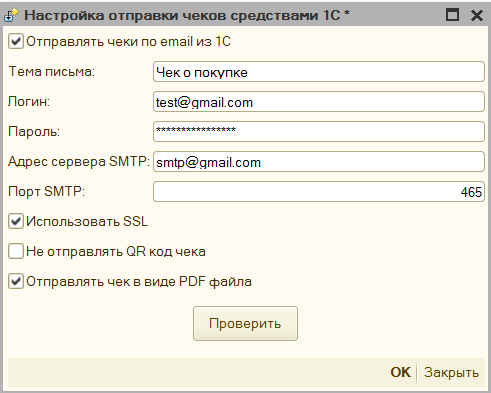 Настройка отправки чеков средствами 1С *
Отправлять чеки по email из 1С
Тема письма: Чек о покупке
Логин: test@gmail.com
Пароль: ****************
Адрес сервера SMTP: smtp@gmail.com
Порт SMTP: 465
Использовать SSL
Не отправлять QR код чека
Отправлять чек в виде PDF файла
Проверить
ОК Закрыть